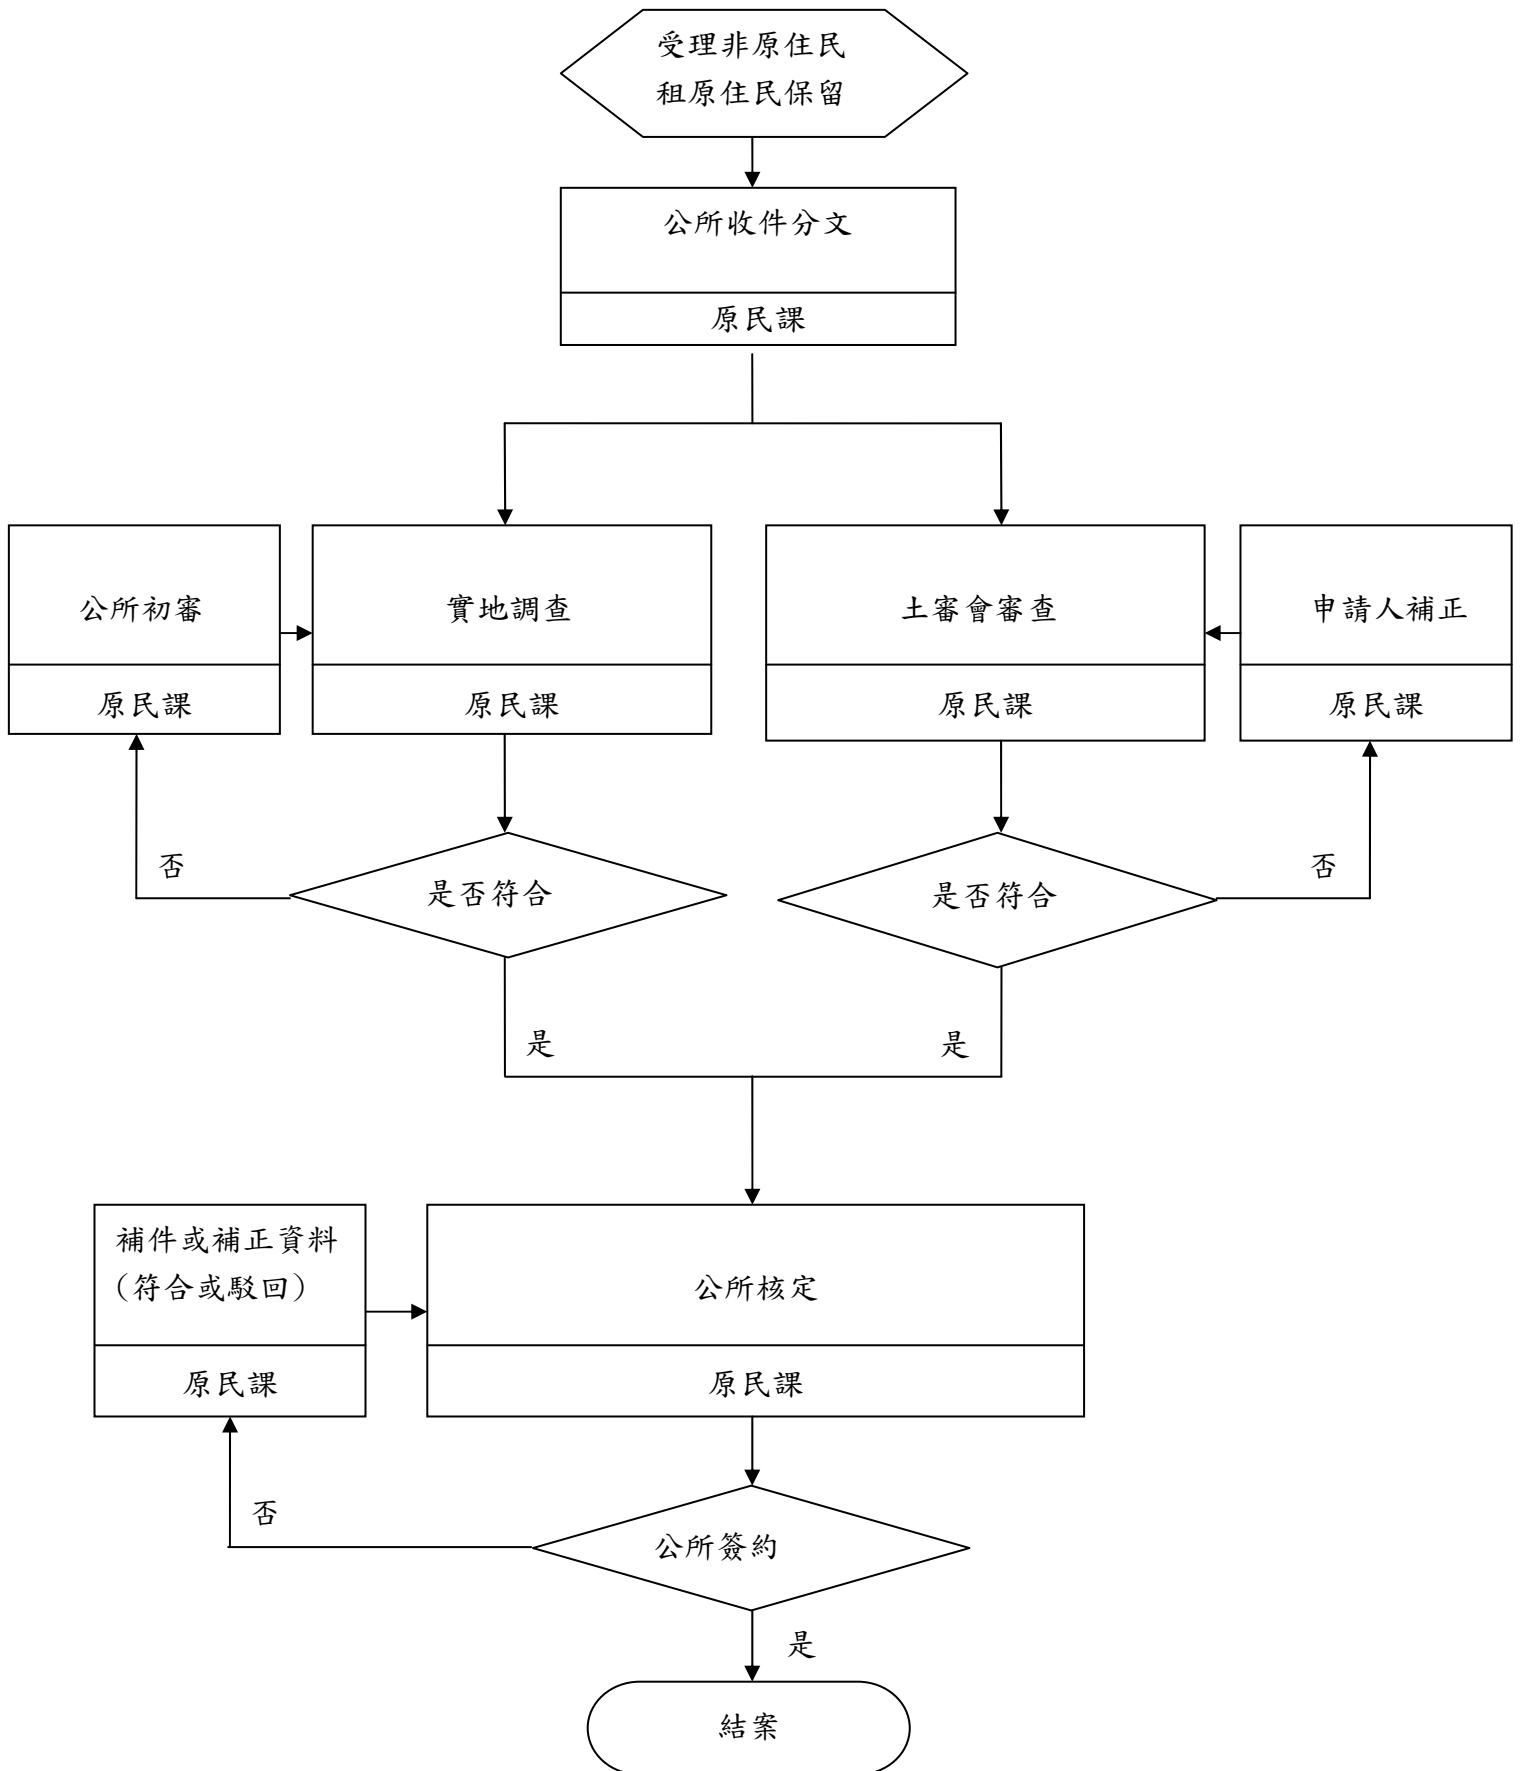 受理非原住民
租原住民保留
公所收件分文
原民課
公所初審
原民課
實地調查
原民課
土審會審查
原民課
申請人補正
原民課
否
是否符合
是否符合
否
是
是
補件或補正資料
（符合或駁回）
原民課
公所核定
原民課
否
公所簽約
是
結案